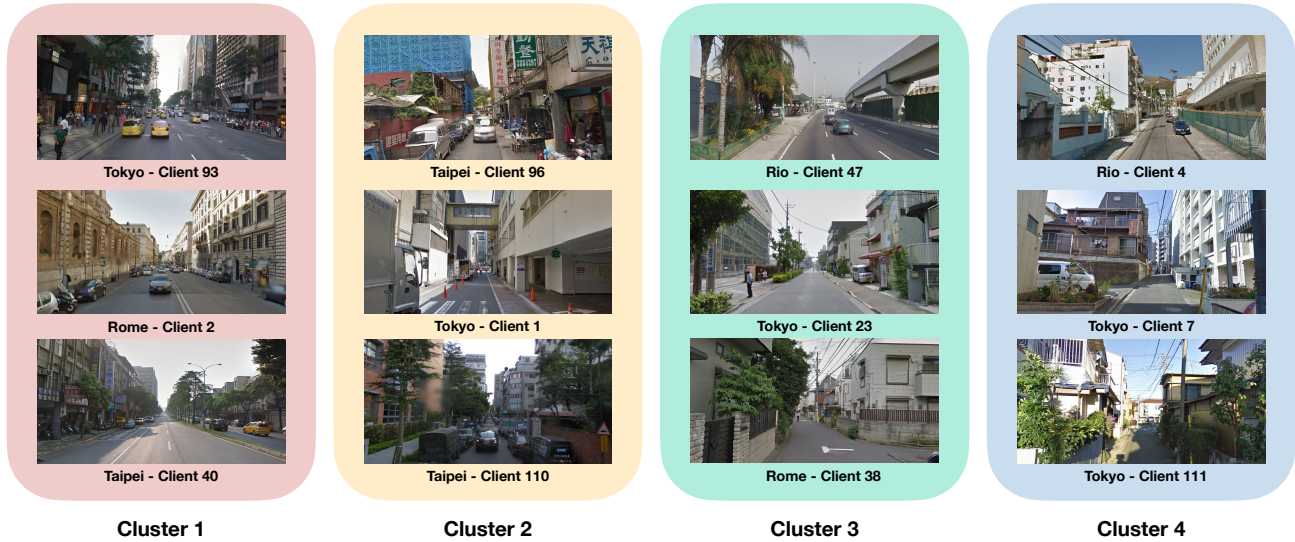 Tokyo - Client 93
Rome - Client 2
Taipei - Client 40
Cluster 1
天祥
Taipei - Client 96
Tokyo - Client 1
Taipei - Client 110
Cluster 2
Rio - Client 47
Tokyo - Client 23
Rome - Client 38
Cluster 3
Rio - Client 4
Tokyo - Client 7
Tokyo - Client 111
Cluster 4